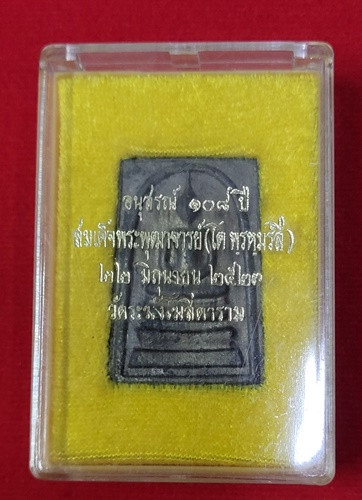 อนุสรณ์ ๑๐๘ ปี
สมเด็จพระพุฒาจารย์(โต พฺรหฺมรํสี)
๒๒ มิถุนายน ๒๕๒๓
วัดระฆังโฆสิตาราม